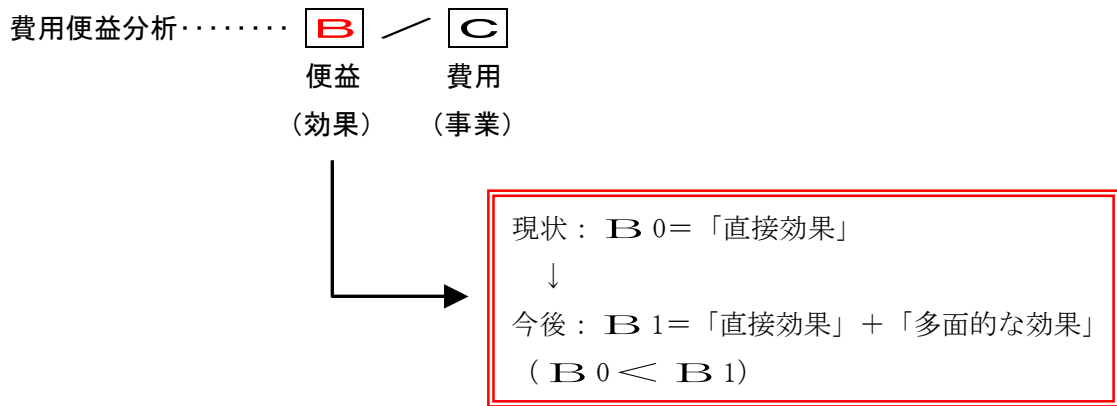 費用便益分析‥‥‥‥ B ／ C
便益 費用
（効果） （事業）
現状： B 0＝「直接効果」
↓
今後： B 1＝「直接効果」＋「多面的な効果」
（ B 0＜ B 1）